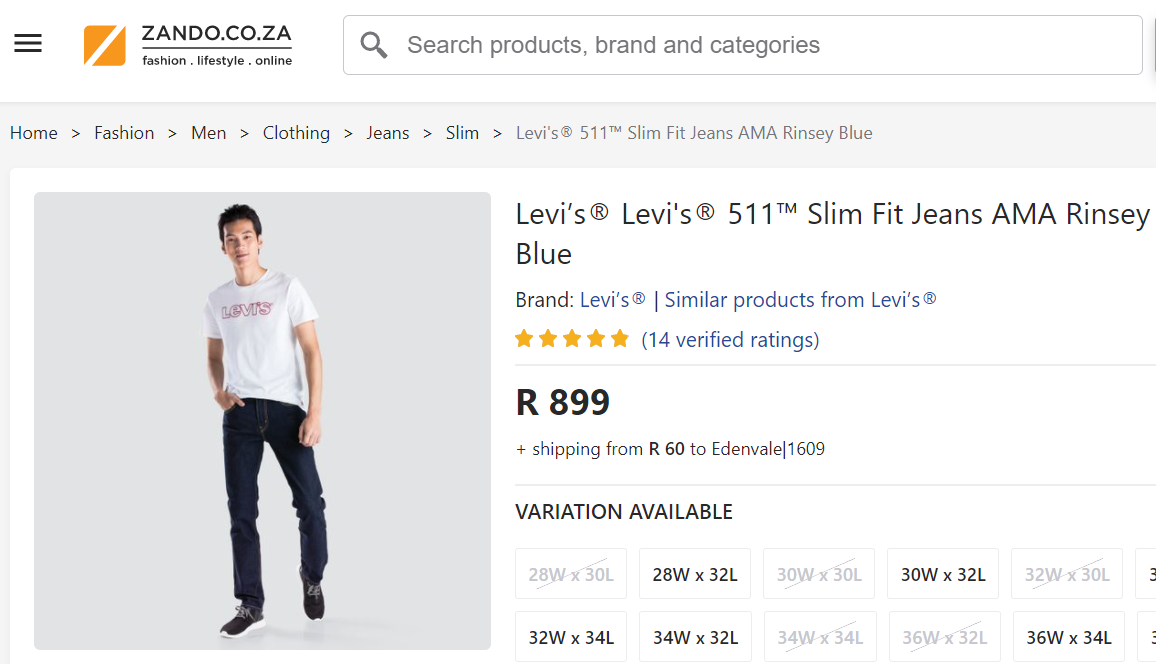 ZANDO.CO.ZA
fashion . lifestyle . online
Search products, brand and categories
Home > Fashion > Men > Clothing > Jeans > Slim > Levi's® 511™ Slim Fit Jeans AMA Rinsey Blue
Levi’s® Levi's® 511™ Slim Fit Jeans AMA Rinsey
Blue
Brand: Levi’s® | Similar products from Levi’s®
(14 verified ratings)
R 899
+ shipping from R 60 to Edenvale|1609
VARIATION AVAILABLE
28W x 30L 28W x 32L 30W x 30L 30W x 32L 32W x 30L
32W x 34L 34W x 32L 34W x 34L 36W x 32L 36W x 34L
Levi's